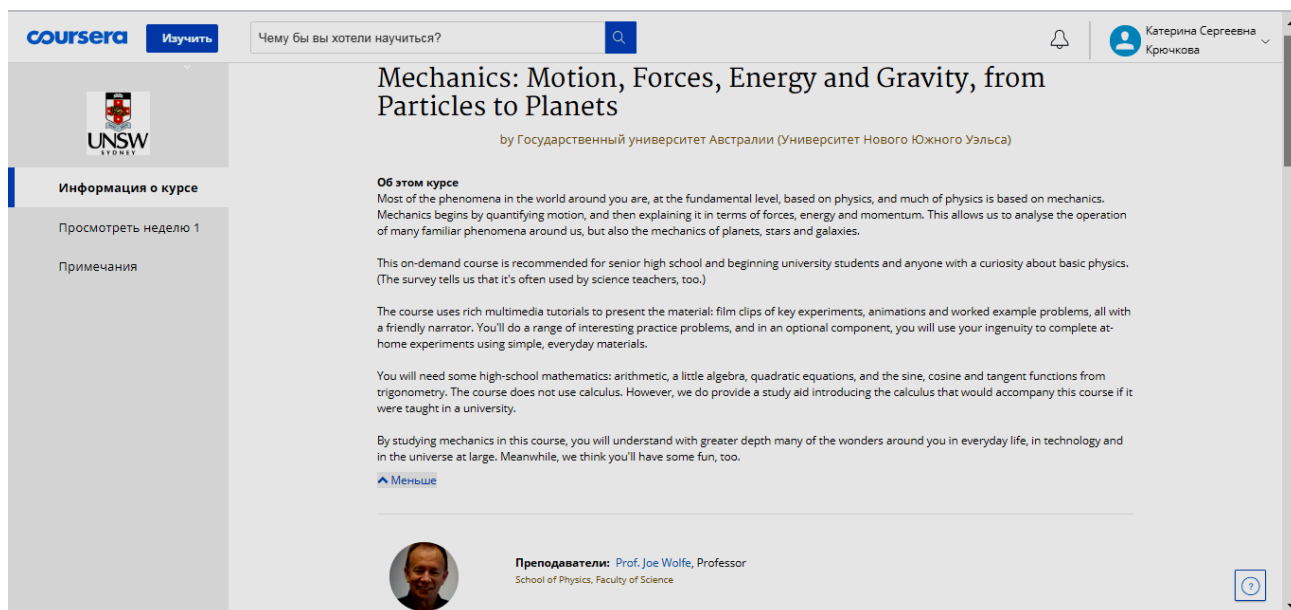 coursera
Изучить
Чему бы вы хотели научиться?
Катерина Сергеевна
Крючкова
UNSW
SYDNEY
Информация о курсе
Просмотреть неделю 1
Примечания
Mechanics: Motion, Forces, Energy and Gravity, from
Particles to Planets
by Государственный университет Австралии (Университет Нового Южного Уэльса)
Об этом курсе
Most of the phenomena in the world around you are, at the fundamental level, based on physics, and much of physics is based on mechanics.
Mechanics begins by quantifying motion, and then explaining it in terms of forces, energy and momentum. This allows us to analyse the operation
of many familiar phenomena around us, but also the mechanics of planets, stars and galaxies.
This on-demand course is recommended for senior high school and beginning university students and anyone with a curiosity about basic physics.
(The survey tells us that it's often used by science teachers, too.)
The course uses rich multimedia tutorials to present the material: film clips of key experiments, animations and worked example problems, all with
a friendly narrator. You'll do a range of interesting practice problems, and in an optional component, you will use your ingenuity to complete at-
home experiments using simple, everyday materials.
You will need some high-school mathematics: arithmetic, a little algebra, quadratic equations, and the sine, cosine and tangent functions from
trigonometry. The course does not use calculus. However, we do provide a study aid introducing the calculus that would accompany this course if it
were taught in a university.
By studying mechanics in this course, you will understand with greater depth many of the wonders around you in everyday life, in technology and
in the universe at large. Meanwhile, we think you'll have some fun, too.
Меньше
Преподаватели: Prof. Joe Wolfe, Professor
School of Physics, Faculty of Science
?